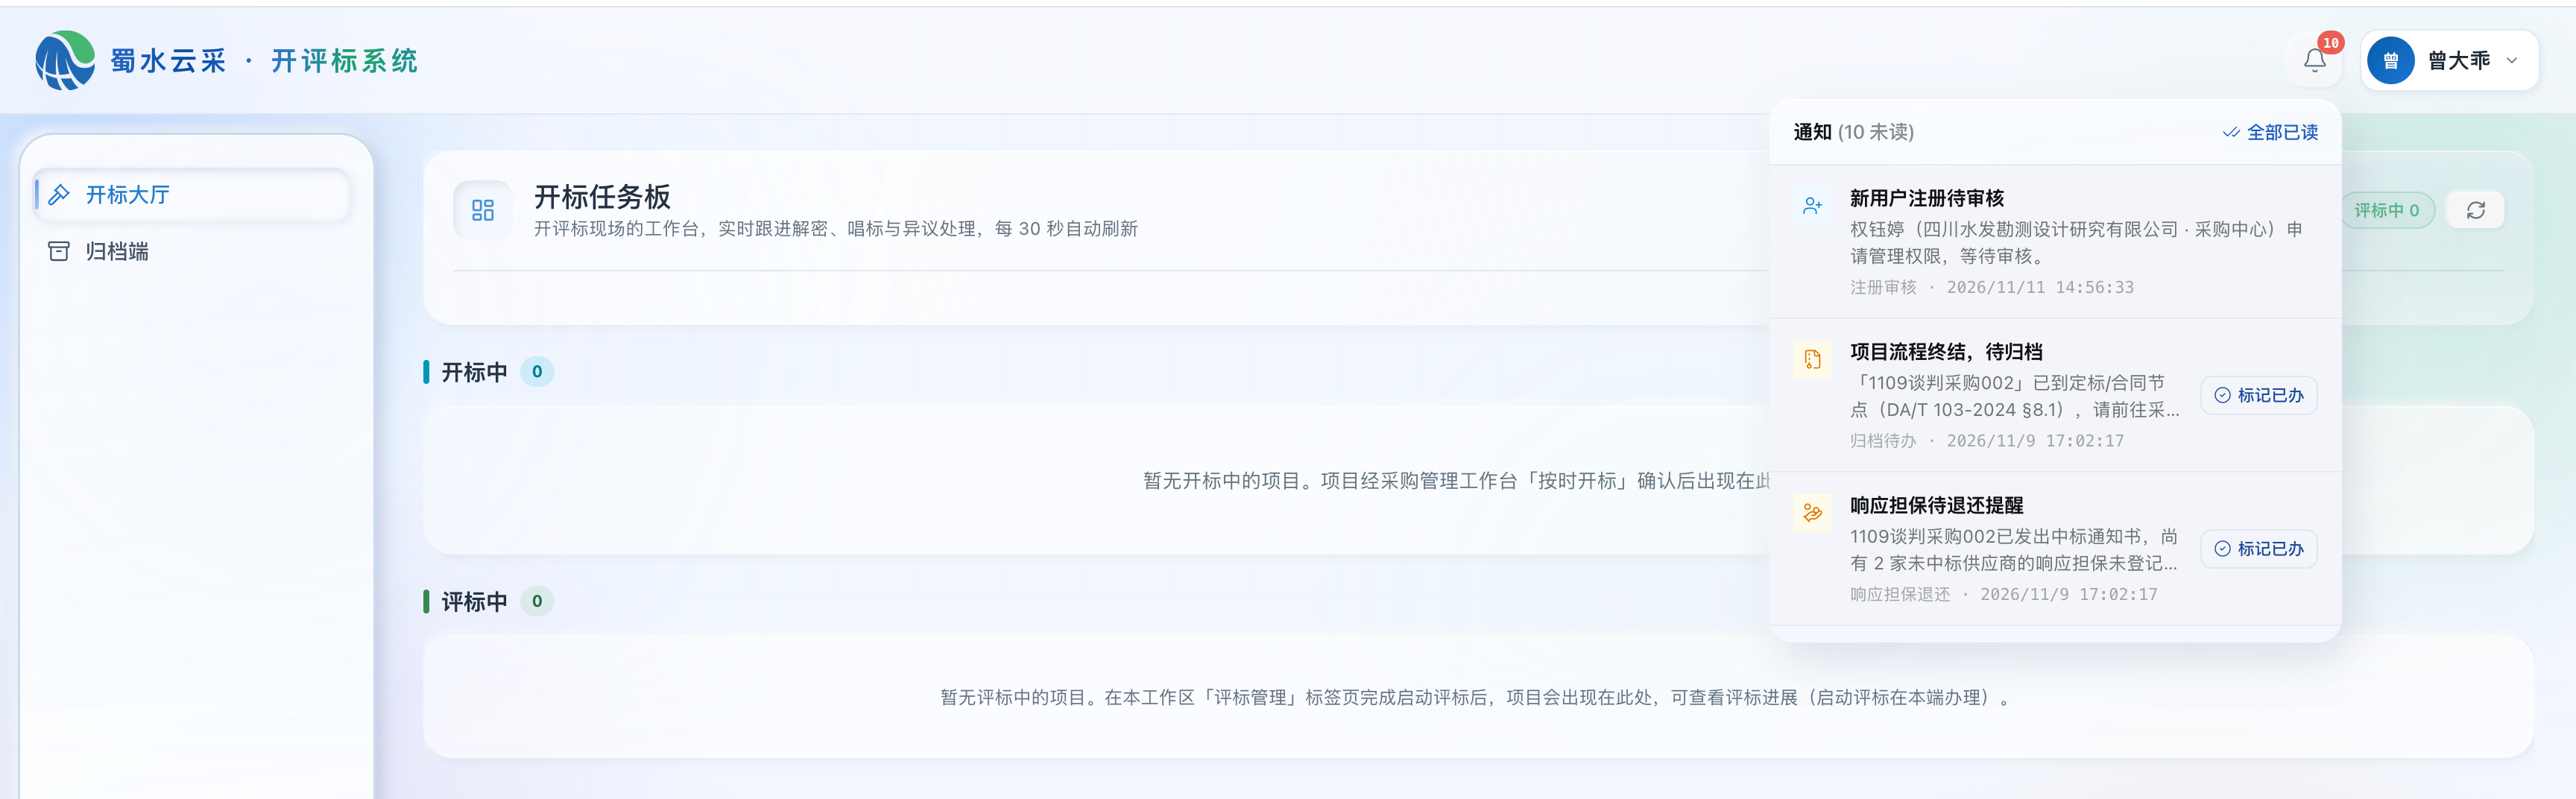 蜀水云采 · 开评标系统
10
曾
曾大乖
开标大厅
归档端
开标任务板
开评标现场的工作台，实时跟进解密、唱标与异议处理，每 30 秒自动刷新
评标中 0
开标中 0
暂无开标中的项目。项目经采购管理工作台「按时开标」确认后出现在此
评标中 0
暂无评标中的项目。在本工作区「评标管理」标签页完成启动评标后，项目会出现在此处，可查看评标进展（启动评标在本端办理）。
通知 (10 未读)
全部已读
新用户注册待审核
权钰婷（四川水发勘测设计研究有限公司 · 采购中心）申
请管理权限，等待审核。
注册审核 · 2026/11/11 14:56:33
项目流程终结，待归档
「1109谈判采购002」已到定标/合同节
点（DA/T 103-2024 §8.1），请前往采...
标记已办
归档待办 · 2026/11/9 17:02:17
响应担保待退还提醒
1109谈判采购002已发出中标通知书，尚
有 2 家未中标供应商的响应担保未登记...
标记已办
响应担保退还 · 2026/11/9 17:02:17